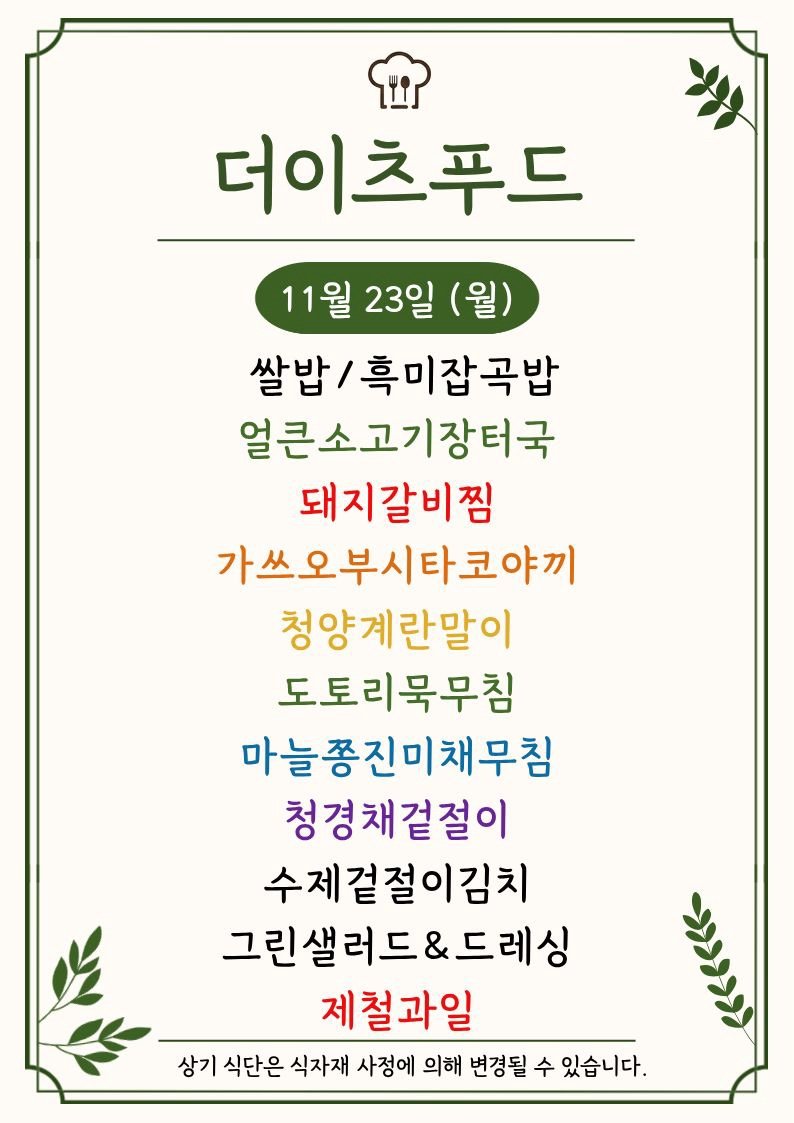 더이츠푸드
11월 23일 (월)
쌀밥/흑미잡곡밥
얼큰소고기장터국
돼지갈비찜
가쓰오부시타코야끼
청양계란말이
도토리묵무침
마늘쫑진미채무침
청경채겉절이
수제겉절이김치
그린샐러드&드레싱
제철과일
상기 식단은 식자재 사정에 의해 변경될 수 있습니다.